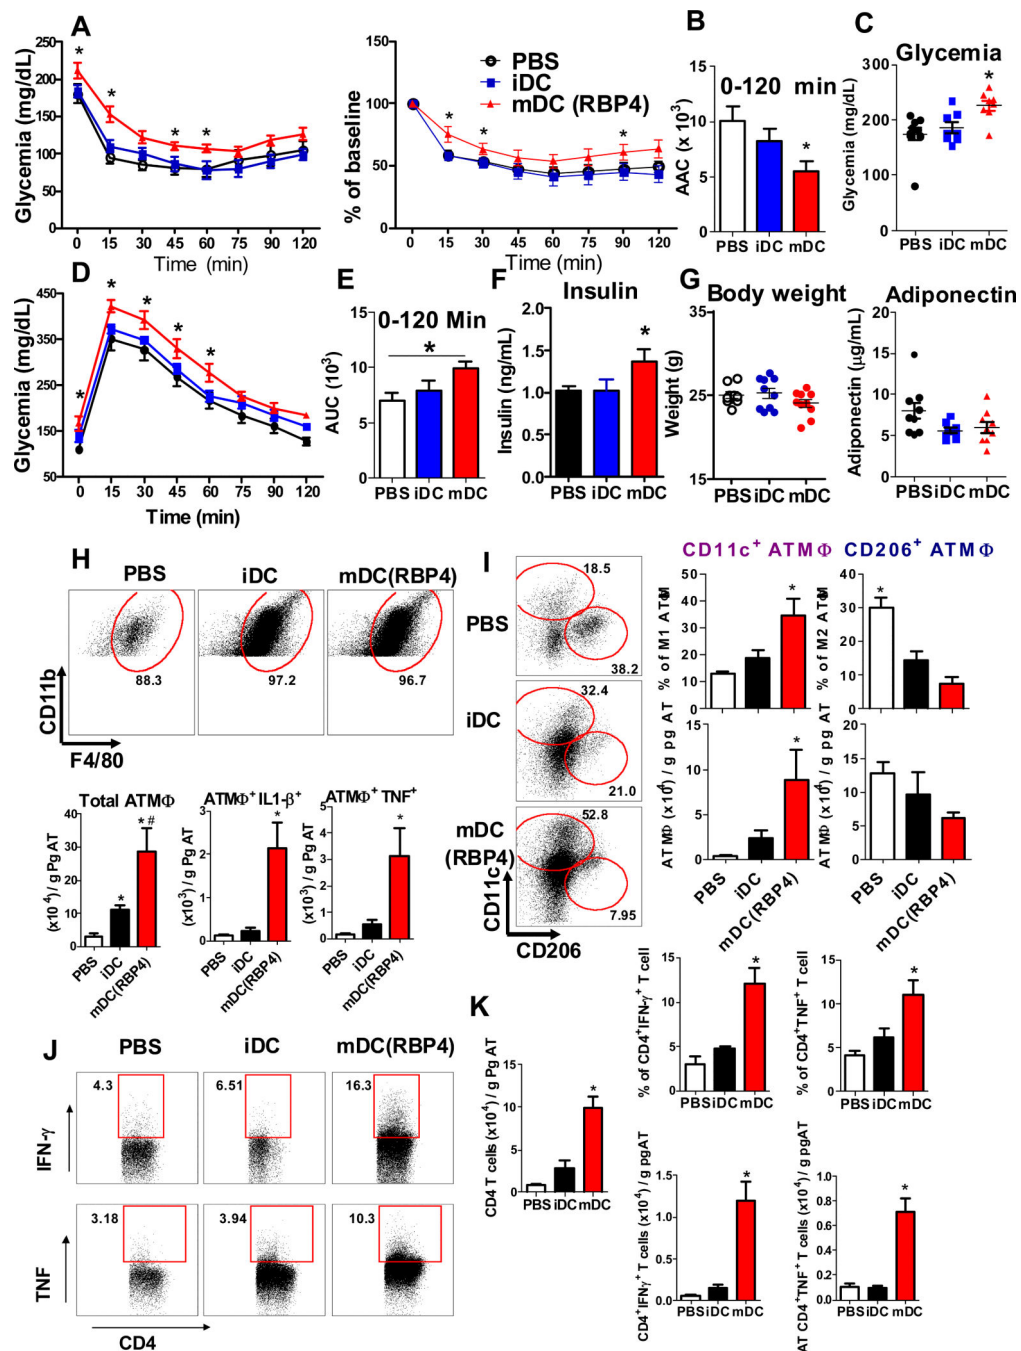 A
Glycemia (mg/dL)
250
200
150
100
50
0
*
*
*
*
0
15
30
45
60
75
90
120
Time (min)
% of baseline
150
100
50
0
PBS
iDC
mDC (RBP4)
*
*
*
0
15
30
45
60
75
90
120
Time (min)
B
0-120 min
AAC (x 10³)
15
10
5
0
*
PBS
iDC
mDC
C
Glycemia
Glycemia (mg/dL)
300
200
100
0
*
PBS
iDC
mDC
D
Glycemia (mg/dL)
450
350
250
150
50
*
*
*
*
*
0
15
30
45
60
75
90
120
Time (min)
E
0-120 Min
AUC (10³)
15
10
5
0
*
PBS
iDC
mDC
F
Insulin
Insulin (ng/mL)
2.0
1.5
1.0
0.5
0.0
*
PBS
iDC
mDC
G
Body weight
Weight (g)
35
25
15
PBS
iDC
mDC
Adiponectin
Adiponectin (µg/mL)
20
15
10
5
0
PBS
iDC
mDC
H
PBS
iDC
mDC(RBP4)
88.3
97.2
96.7
CD11b
F4/80
Total ATMΦ
(x10⁴) / g Pg AT
40
30
20
10
0
*
* #
PBS
iDC
mDC(RBP4)
ATMΦ⁺ IL1-β⁺
(x10³) / g Pg AT
3
2
1
0
*
PBS
iDC
mDC(RBP4)
ATMΦ⁺ TNF⁺
(x10³) / g Pg AT
5
4
3
2
1
0
*
PBS
iDC
mDC(RBP4)
I
PBS
18.5
38.2
iDC
32.4
21.0
mDC
(RBP4)
52.8
7.95
CD11c
CD206
CD11c⁺ ATMΦ
% of M1 ATMΦ
50
40
30
20
10
0
*
CD206⁺ ATMΦ
% of M2 ATMΦ
40
30
20
10
0
*
ATMΦ (x10⁴) / g pg AT
15
10
5
0
*
PBS
iDC
mDC(RBP4)
ATMΦ (x10⁴) / g pg AT
20
15
10
5
0
PBS
iDC
mDC(RBP4)
J
PBS
iDC
mDC(RBP4)
4.3
6.51
16.3
IFN-γ
3.18
3.94
10.3
TNF
CD4
K
CD4 T cells (x10⁴) / g Pg AT
15
10
5
0
*
PBS
iDC
mDC
% of CD4⁺IFN-γ⁺ T cell
15
10
5
0
*
PBS
iDC
mDC
% of CD4⁺TNF⁺ T cell
15
10
5
0
*
PBS
iDC
mDC
CD4⁺IFNγ⁺ T cells (x10⁴) / g pgAT
1.5
1.0
0.5
0.0
*
PBS
iDC
mDC
AT CD4⁺TNF⁺ T cells (x10⁴) / g pgAT
1.0
0.8
0.6
0.4
0.2
0.0
*
PBS
iDC
mDC